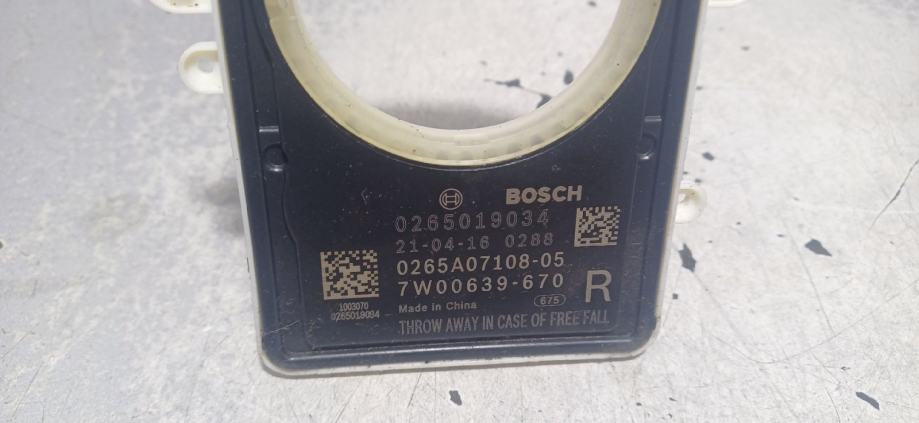 BOSCH
0265019034
21-04-16 0288
0265A07108-05
7W00639-670 R
Made in China 675
1003070
0265019034
THROW AWAY IN CASE OF FREE FALL